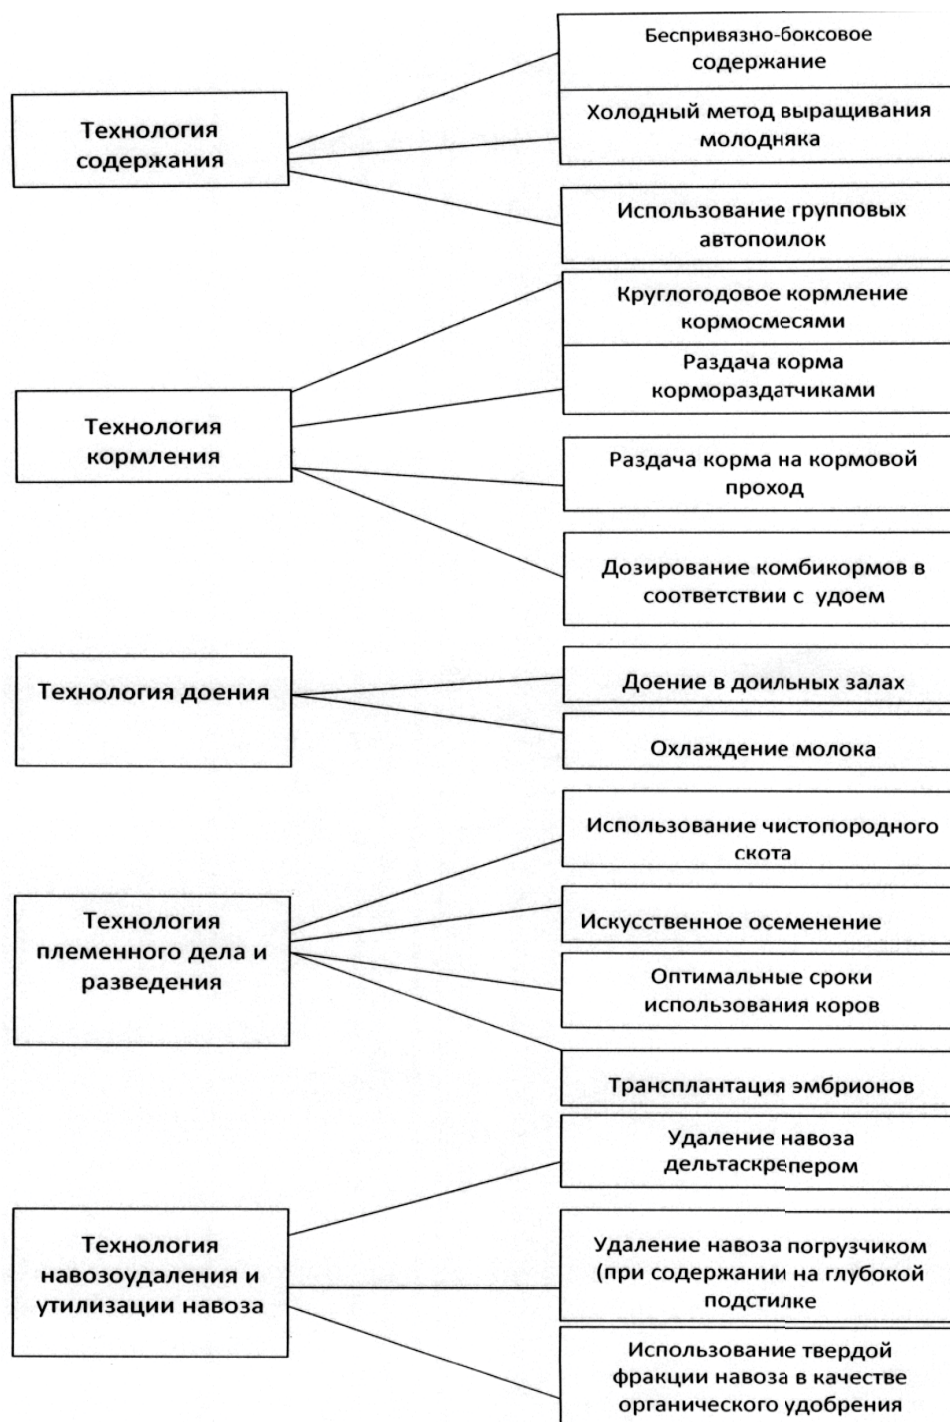 Беспривязно-боксовое
содержание
Технология
содержания
Холодный метод выращивания
молодняка
Использование групповых
автопоилок
Круглогодовое кормление
кормосмесями
Раздача корма
кормораздатчиками
Технология
кормления
Раздача корма на кормовой
проход
Дозирование комбикормов в
соответствии с удоем
Технология доения
Доение в доильных залах
Охлаждение молока
Использование чистопородного
скота
Технология
племенного дела и
разведения
Искусственное осеменение
Оптимальные сроки
использования коров
Трансплантация эмбрионов
Удаление навоза
дельтаскрепером
Технология
навозоудаления и
утилизации навоза
Удаление навоза погрузчиком
(при содержании на глубокой
подстилке
Использование твердой
фракции навоза в качестве
органического удобрения